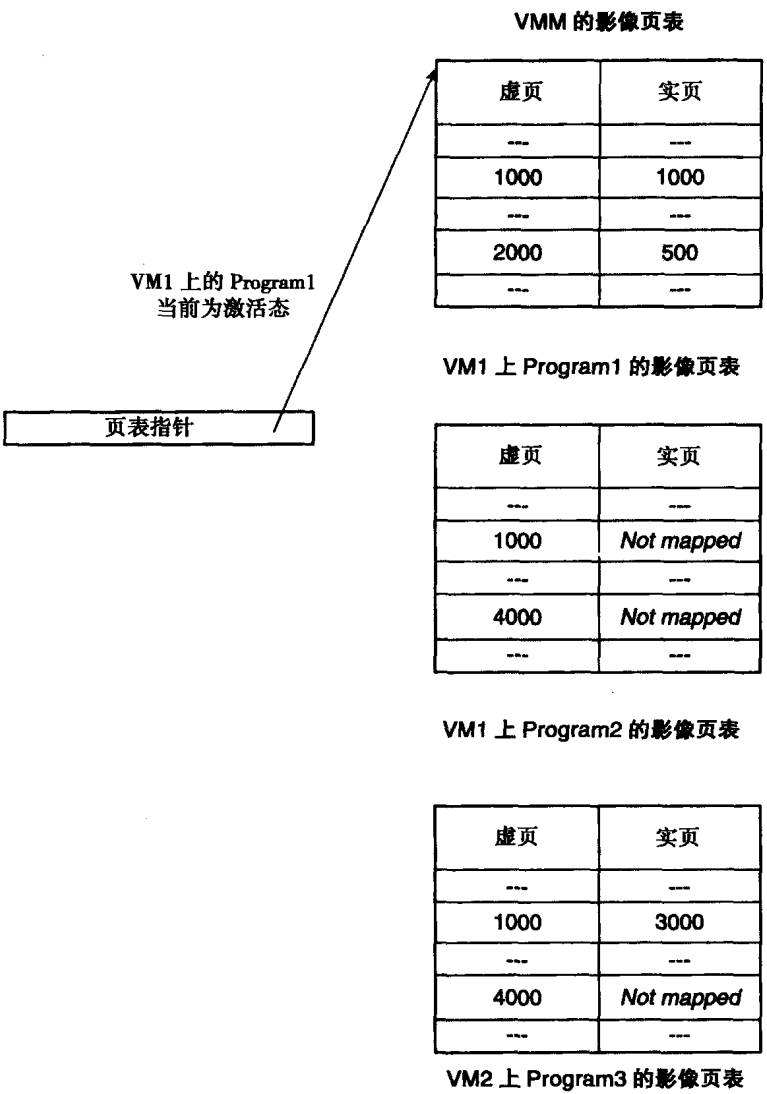 VMM 的影像页表
虚页 实页
--- ---
1000 1000
--- ---
2000 500
--- ---
VM1 上的 Program1
当前为激活态
VM1 上 Program1 的影像页表
页表指针
虚页 实页
--- ---
1000 Not mapped
--- ---
4000 Not mapped
--- ---
VM1 上 Program2 的影像页表
虚页 实页
--- ---
1000 3000
--- ---
4000 Not mapped
--- ---
VM2 上 Program3 的影像页表